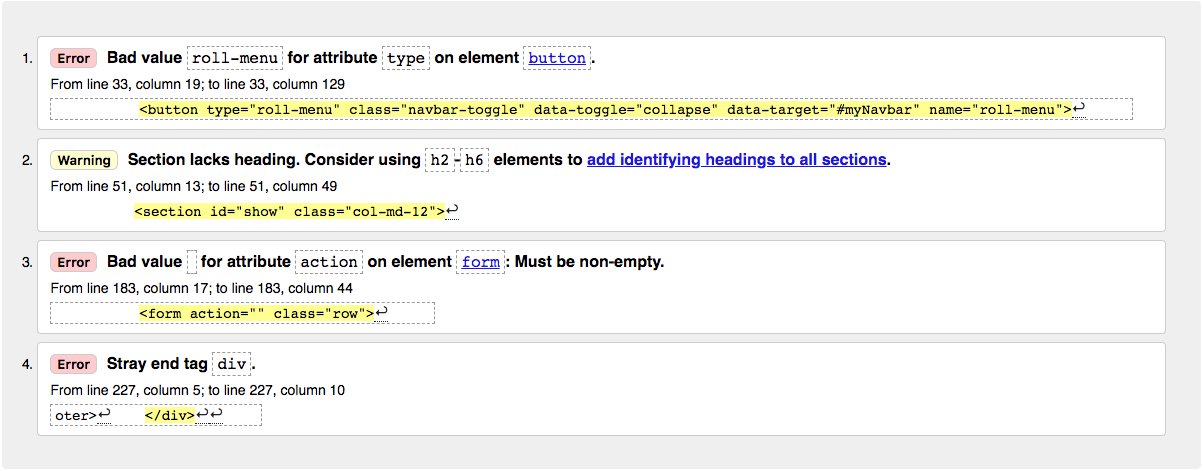 1. Error Bad value roll-menu for attribute type on element button.
From line 33, column 19; to line 33, column 129
<button type="roll-menu" class="navbar-toggle" data-toggle="collapse" data-target="#myNavbar" name="roll-menu">↩
2. Warning Section lacks heading. Consider using h2-h6 elements to add identifying headings to all sections.
From line 51, column 13; to line 51, column 49
<section id="show" class="col-md-12">↩
3. Error Bad value for attribute action on element form: Must be non-empty.
From line 183, column 17; to line 183, column 44
<form action="" class="row">↩
4. Error Stray end tag div.
From line 227, column 5; to line 227, column 10
oter>↩ </div>↩↩